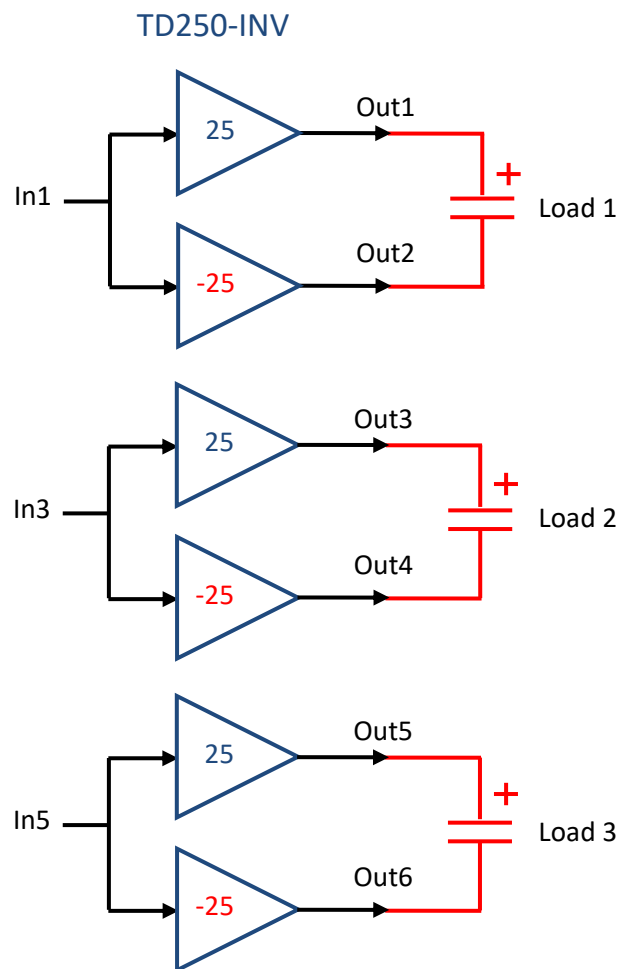 TD250-INV
Out1
25
In1
+
Load 1
Out2
-25
Out3
25
In3
+
Load 2
Out4
-25
Out5
25
In5
+
Load 3
Out6
-25